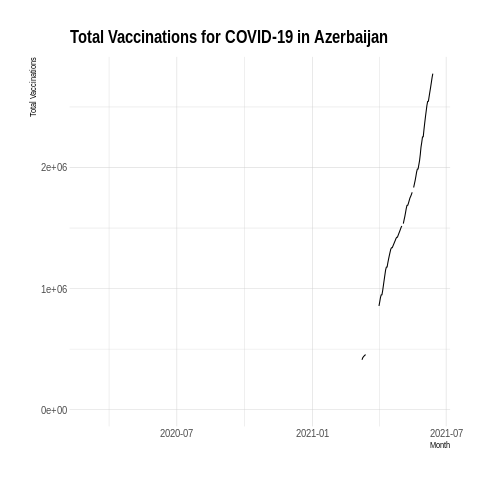 Total Vaccinations for COVID-19 in Azerbaijan
Total Vaccinations
2e+06
1e+06
0e+00
2020-07
2021-01
2021-07
Month